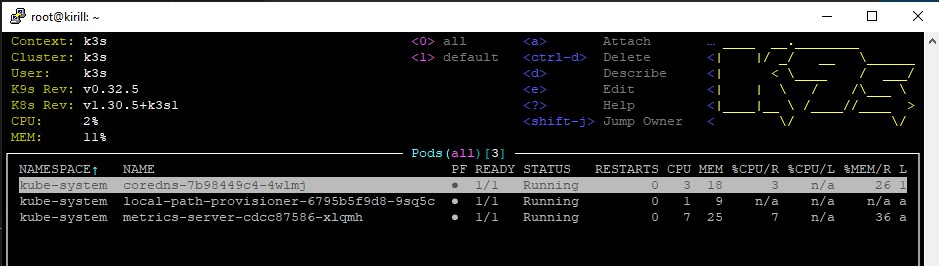 root@kirill: ~
Context: k3s <0> all <a> Attach …
Cluster: k3s <1> default <ctrl-d> Delete <
User: k3s <d> Describe <
K9s Rev: v0.32.5 <e> Edit <
K8s Rev: v1.30.5+k3s1 <?> Help <
CPU: 2% <shift-j> Jump Owner <
MEM: 11%
Pods(all)[3]
NAMESPACE↑ NAME PF READY STATUS RESTARTS CPU MEM %CPU/R %CPU/L %MEM/R L
kube-system coredns-7b98449c4-4wlmj ● 1/1 Running 0 3 18 3 n/a 26 1
kube-system local-path-provisioner-6795b5f9d8-9sq5c ● 1/1 Running 0 1 9 n/a n/a n/a a
kube-system metrics-server-cdcc87586-xlqmh ● 1/1 Running 0 7 25 7 n/a 36 a